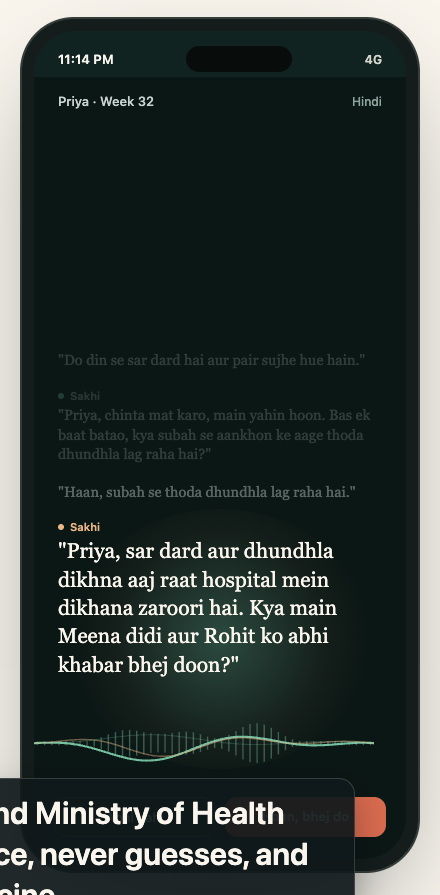 11:14 PM
4G
Priya · Week 32
Hindi
"Do din se sar dard hai aur pair sujhe hue hain."
Sakhi
"Priya, chinta mat karo, main yahin hoon. Bas ek
baat batao, kya subah se aankhon ke aage thoda
dhundhla lag raha hai?"
"Haan, subah se thoda dhundhla lag raha hai."
Sakhi
"Priya, sar dard aur dhundhla
dikhna aaj raat hospital mein
dikhana zaroori hai. Kya main
Meena didi aur Rohit ko abhi
khabar bhej doon?"
bhej do
nd Ministry of Health
ce, never guesses, and